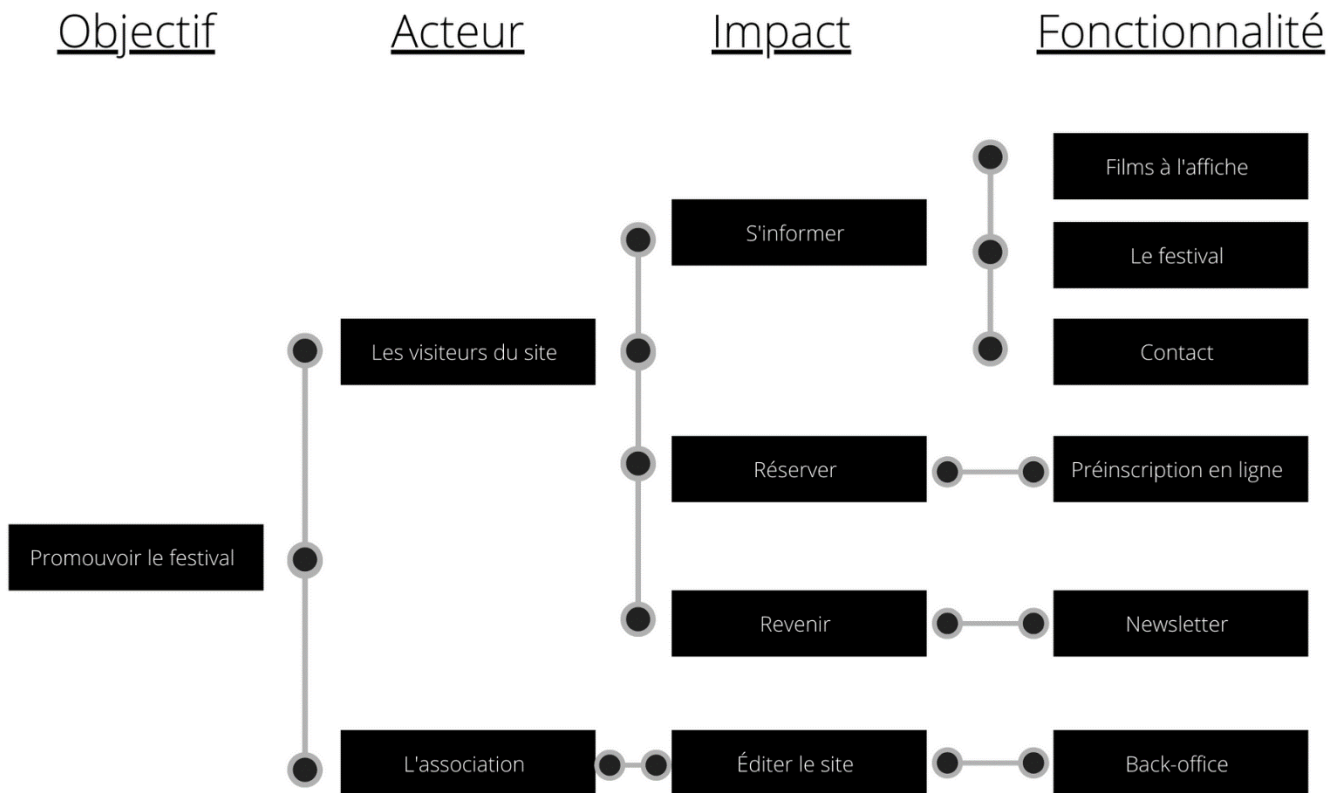 Objectif
Acteur
Impact
Fonctionnalité
Films à l'affiche
S'informer
Le festival
Les visiteurs du site
Contact
Réserver
Préinscription en ligne
Promouvoir le festival
Revenir
Newsletter
L'association
Éditer le site
Back-office